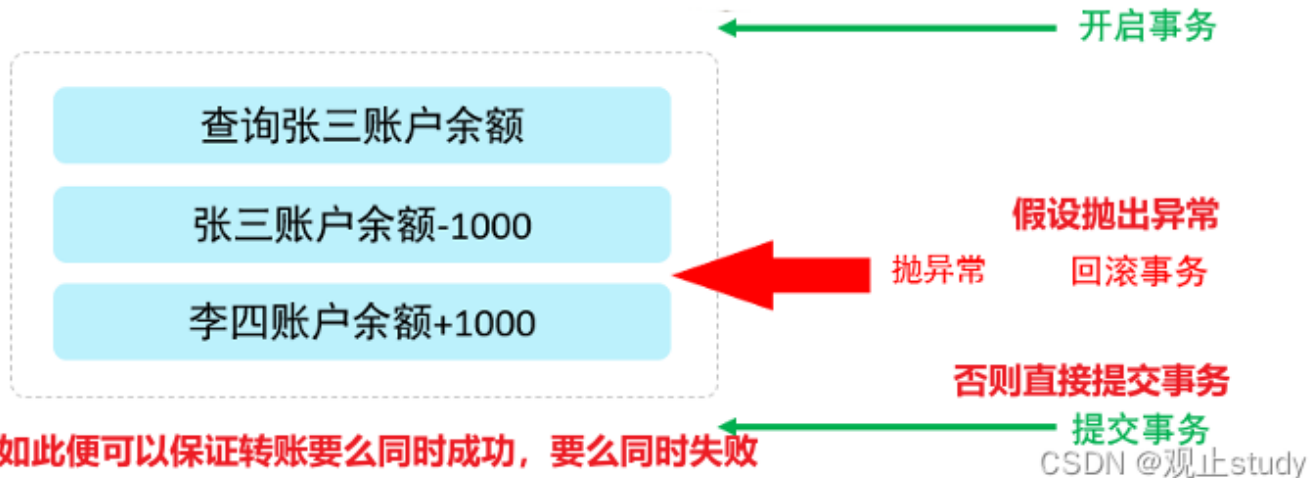 开启事务
查询张三账户余额
张三账户余额-1000
假设抛出异常
抛异常 回滚事务
李四账户余额+1000
否则直接提交事务
提交事务
如此便可以保证转账要么同时成功，要么同时失败
CSDN @观止study